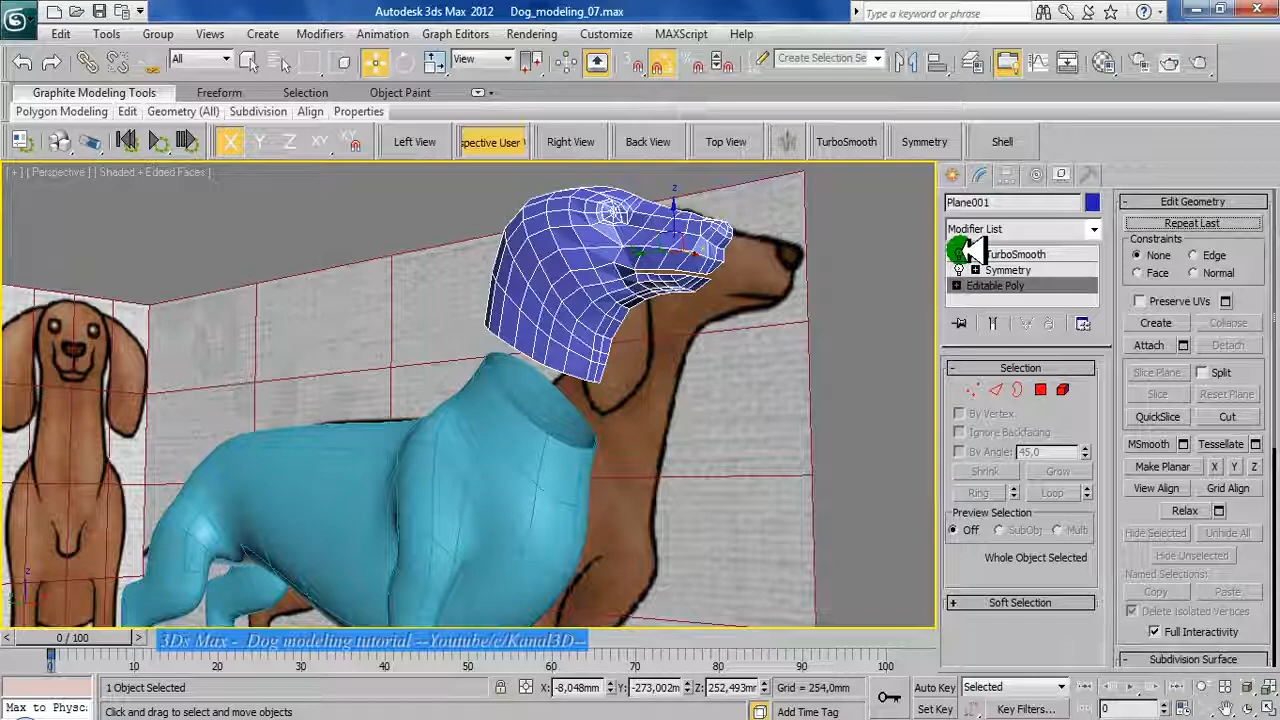 Autodesk 3ds Max 2012 Dog_modeling_07.max Type a keyword or phrase
Edit Tools Group Views Create Modifiers Animation Graph Editors Rendering Customize MAXScript Help
All View Create Selection Se
Graphite Modeling Tools Freeform Selection Object Paint
Polygon Modeling Edit Geometry (All) Subdivision Align Properties
X Y Z XY XY Left View spective User Right View Back View Top View TurboSmooth Symmetry Shell
[ + ] [ Perspective ] [ Shaded + Edged Faces ]
z
Plane001
Modifier List
TurboSmooth
Symmetry
Editable Poly
Selection
By Vertex
Ignore Backfacing
By Angle: 45,0
Shrink Grow
Ring Loop
Preview Selection
Off SubObj Multi
Whole Object Selected
Soft Selection
Edit Geometry
Repeat Last
Constraints
None Edge
Face Normal
Preserve UVs
Create Collapse
Attach Detach
Slice Plane Split
Slice Reset Plane
QuickSlice Cut
MSmooth Tessellate
Make Planar X Y Z
View Align Grid Align
Relax
Hide Selected Unhide All
Hide Unselected
Named Selections:
Copy Paste
Delete Isolated Vertices
Full Interactivity
Subdivision Surface
z
0 / 100
3Ds Max - Dog modeling tutorial --Youtube/c/Kanal3D--
0 10 20 30 40 50 60 70 80 90 100
1 Object Selected X: -8,048mm Y: -273,002m Z: 252,493mr Grid = 254,0mm Auto Key Selected
Max to Physc. Click and drag to select and move objects Add Time Tag Set Key Key Filters... 0